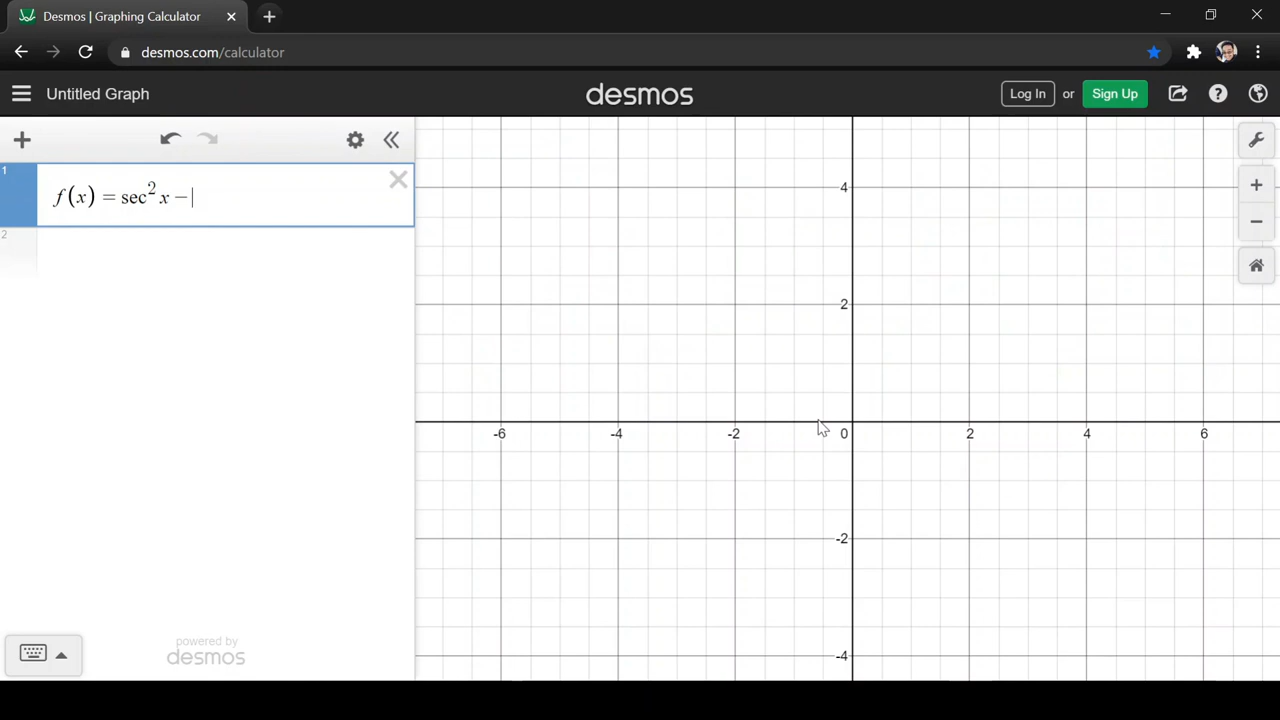 Desmos | Graphing Calculator
desmos.com/calculator
Untitled Graph
desmos
Log In or Sign Up
1
f(x) = sec²x −
2
4
2
-6 -4 -2 0 2 4 6
-2
-4
powered by
desmos